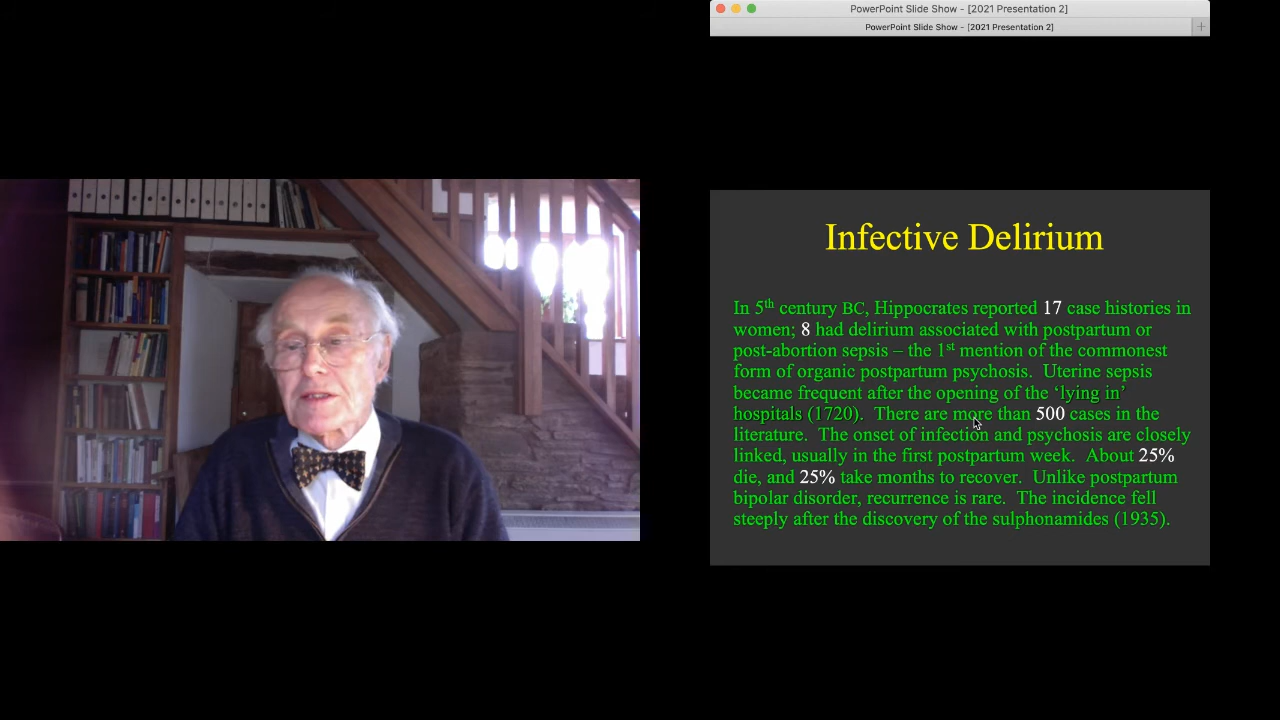 PowerPoint Slide Show - [2021 Presentation 2]
PowerPoint Slide Show - [2021 Presentation 2]
Infective Delirium
In 5th century BC, Hippocrates reported 17 case histories in
women; 8 had delirium associated with postpartum or
post-abortion sepsis – the 1st mention of the commonest
form of organic postpartum psychosis.  Uterine sepsis
became frequent after the opening of the ‘lying in’
hospitals (1720).  There are more than 500 cases in the
literature.  The onset of infection and psychosis are closely
linked, usually in the first postpartum week.  About 25%
die, and 25% take months to recover.  Unlike postpartum
bipolar disorder, recurrence is rare.  The incidence fell
steeply after the discovery of the sulphonamides (1935).